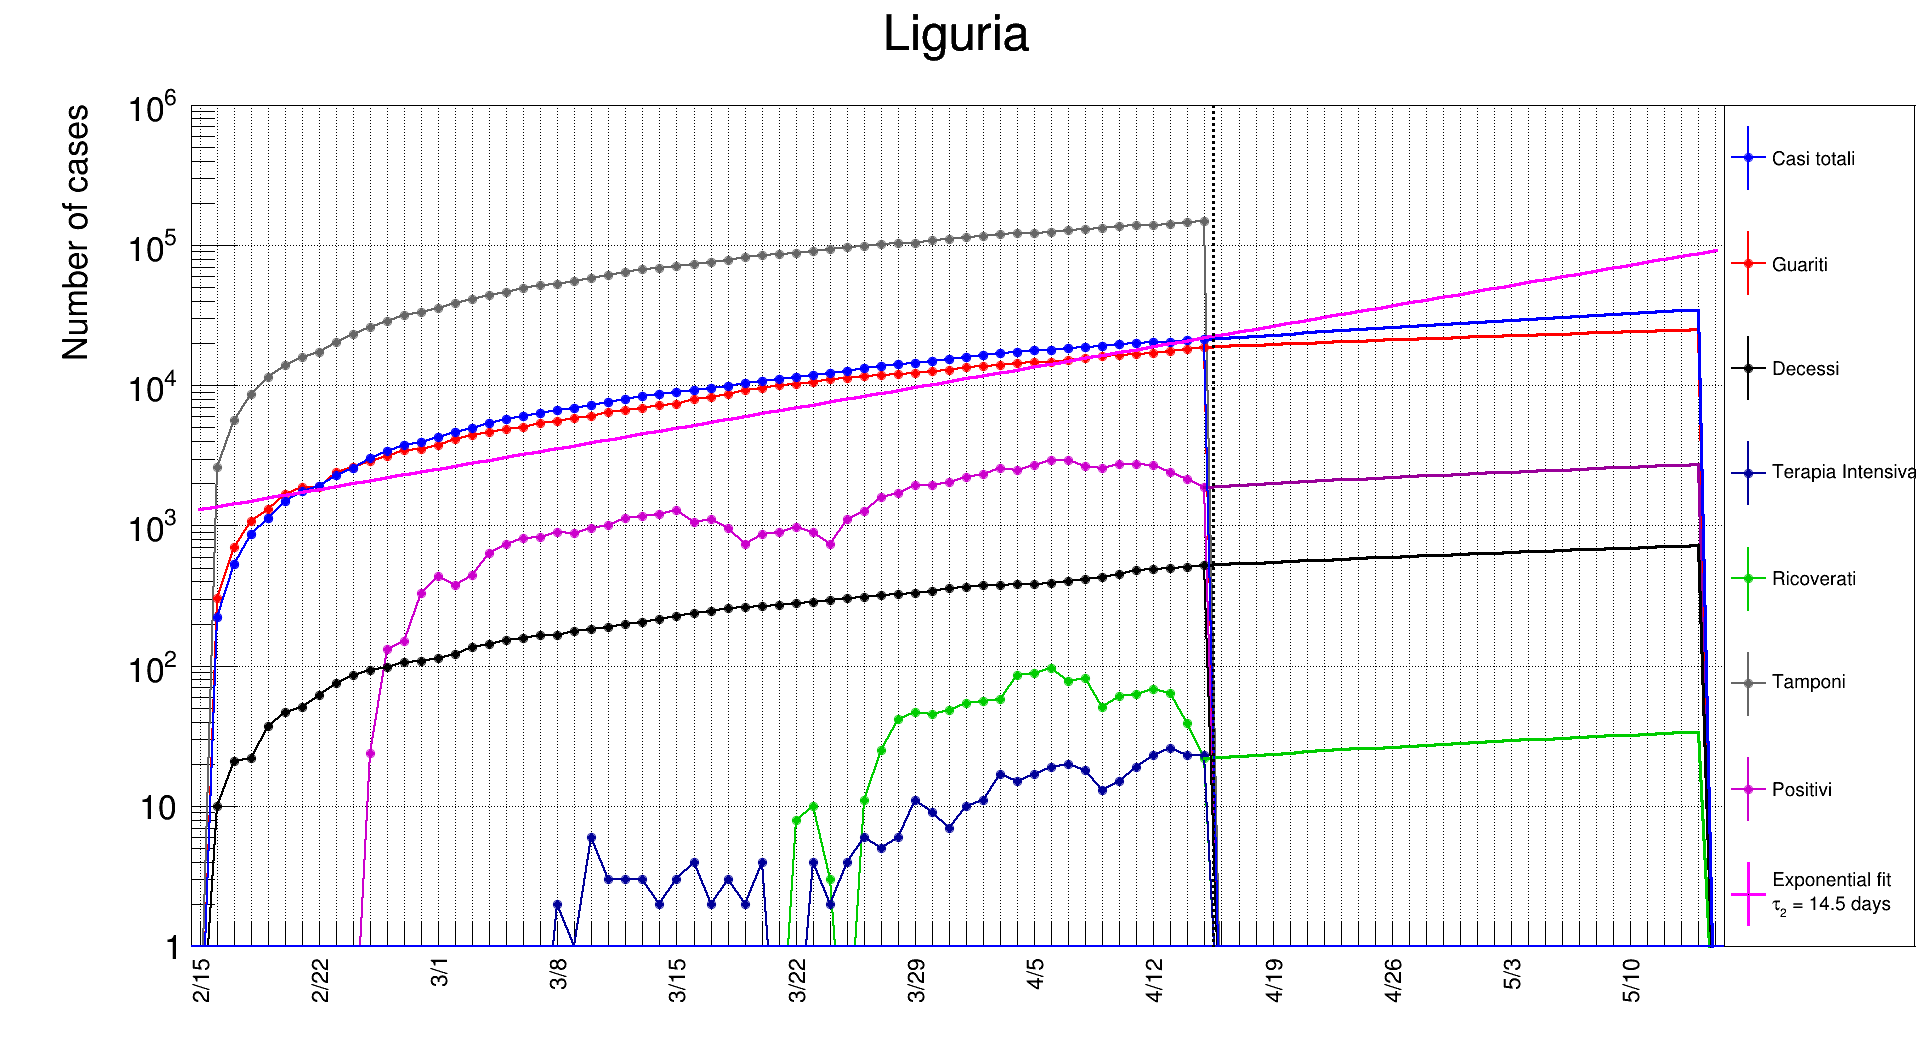 Liguria
Number of cases
10^6
10^5
10^4
10^3
10^2
10
1
2/15
2/22
3/1
3/8
3/15
3/22
3/29
4/5
4/12
4/19
4/26
5/3
5/10
Casi totali
Guariti
Decessi
Terapia Intensiva
Ricoverati
Tamponi
Positivi
Exponential fit
τ_2 = 14.5 days